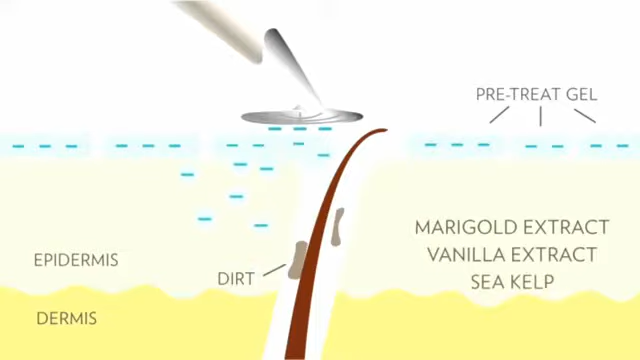 PRE-TREAT GEL
MARIGOLD EXTRACT
VANILLA EXTRACT
SEA KELP
EPIDERMIS
DIRT
DERMIS